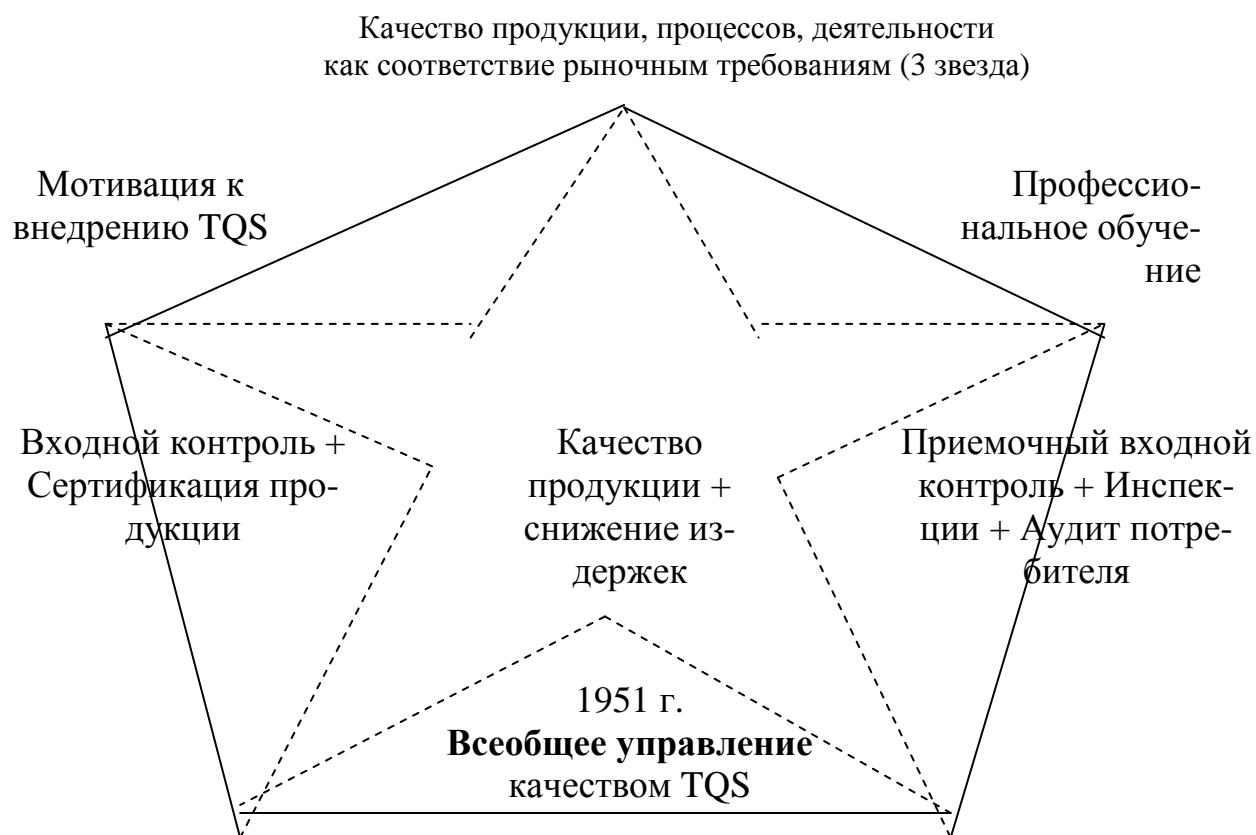 Качество продукции, процессов, деятельности
как соответствие рыночным требованиям (3 звезда)
Мотивация к
внедрению TQS
Профессио-
нальное обуче-
ние
Входной контроль +
Сертификация про-
дукции
Качество
продукции +
снижение из-
держек
Приемочный входной
контроль + Инспек-
ции + Аудит потре-
бителя
1951 г.
Всеобщее управление
качеством TQS